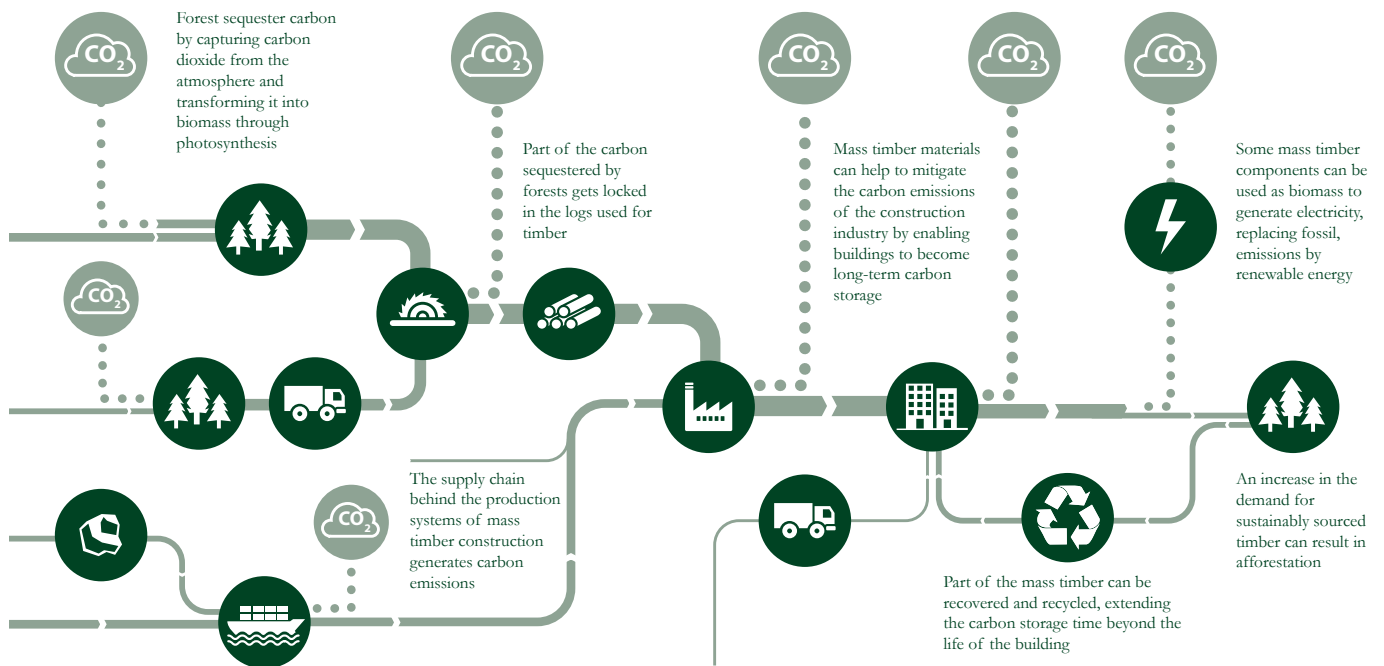 CO2
Forest sequester carbon
by capturing carbon
dioxide from the
atmosphere and
transforming it into
biomass through
photosynthesis
CO2
CO2
CO2
CO2
Part of the carbon
sequestered by
forests gets locked
in the logs used for
timber
Mass timber materials
can help to mitigate
the carbon emissions
of the construction
industry by enabling
buildings to become
long-term carbon
storage
Some mass timber
components can be
used as biomass to
generate electricity,
replacing fossil,
emissions by
renewable energy
CO2
The supply chain
behind the production
systems of mass
timber construction
generates carbon
emissions
CO2
An increase in the
demand for
sustainably sourced
timber can result in
afforestation
Part of the mass timber can be
recovered and recycled, extending
the carbon storage time beyond the
life of the building